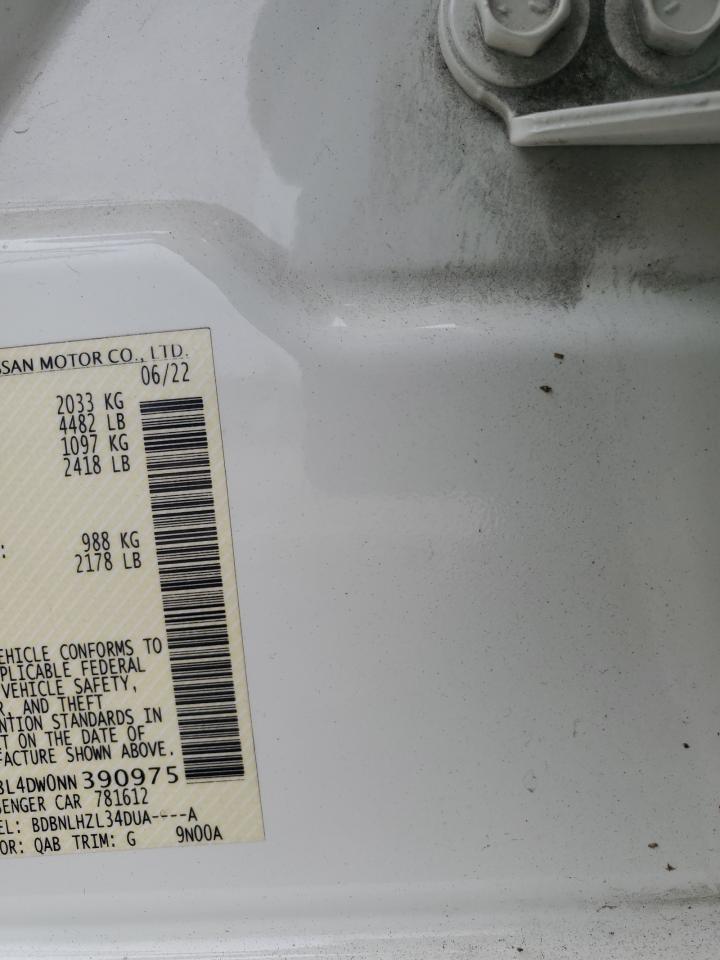 SSAN MOTOR CO., LTD.
06/22
2033 KG
4482 LB
1097 KG
2418 LB
: 988 KG
2178 LB
EHICLE CONFORMS TO
PLICABLE FEDERAL
VEHICLE SAFETY,
R, AND THEFT
NTION STANDARDS IN
T ON THE DATE OF
FACTURE SHOWN ABOVE.
BL4DW0NN390975
SENGER CAR 781612
EL: BDBNLHZL34DUA----A
OR: QAB TRIM: G 9N00A